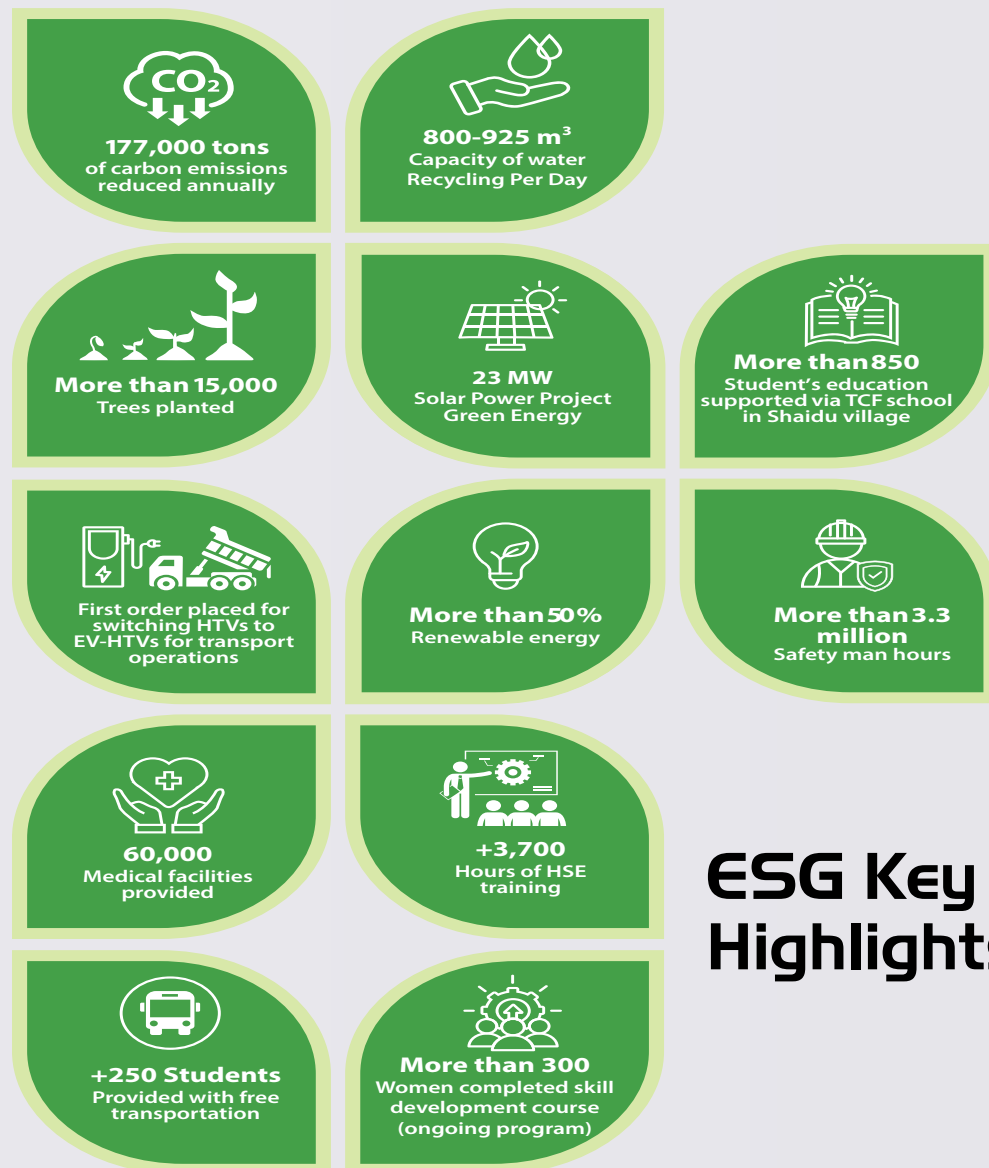 CO₂
177,000 tons
of carbon emissions
reduced annually
800-925 m³
Capacity of water
Recycling Per Day
More than 15,000
Trees planted
23 MW
Solar Power Project
Green Energy
More than 850
Student's education
supported via TCF school
in Shaidu village
First order placed for
switching HTVs to
EV-HTVs for transport
operations
More than 50%
Renewable energy
More than 3.3
million
Safety man hours
60,000
Medical facilities
provided
+3,700
Hours of HSE
training
ESG Key
Highlights
+250 Students
Provided with free
transportation
More than 300
Women completed skill
development course
(ongoing program)